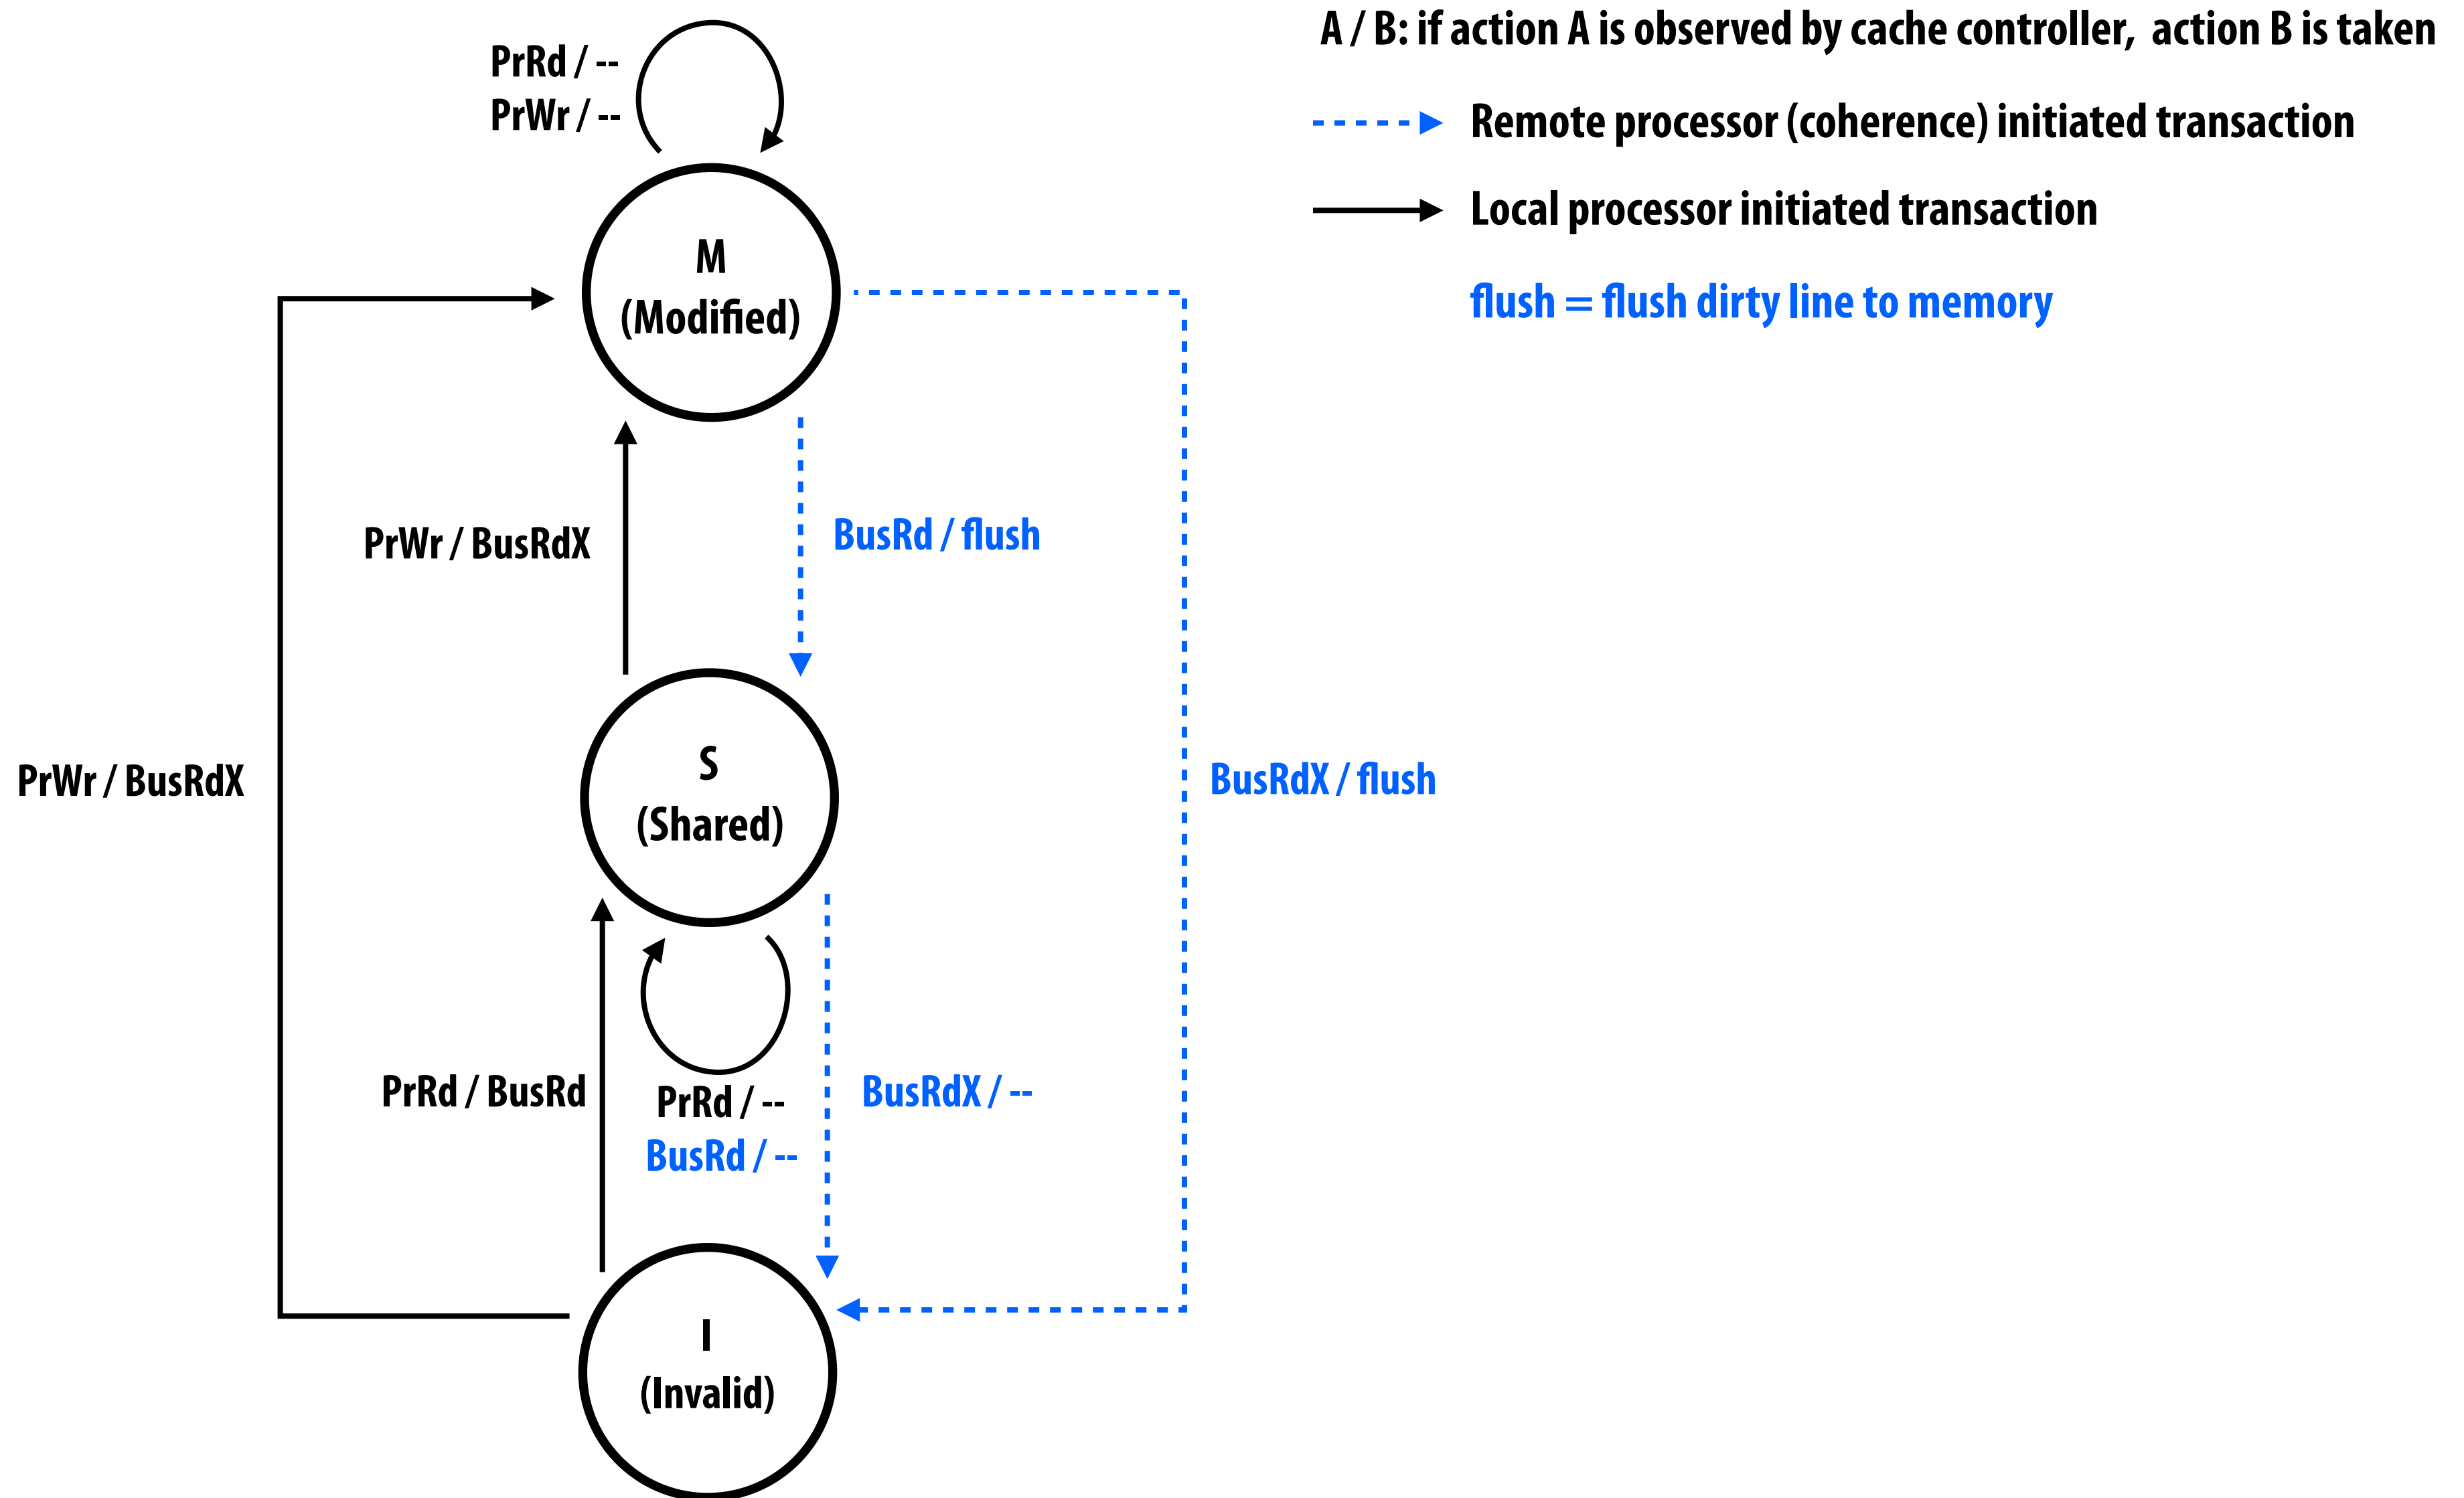 A / B: if action A is observed by cache controller, action B is taken
Remote processor (coherence) initiated transaction
Local processor initiated transaction
flush = flush dirty line to memory
PrRd / --
PrWr / --
M
(Modified)
PrWr / BusRdX
BusRd / flush
S
(Shared)
PrWr / BusRdX
BusRdX / flush
PrRd / BusRd
PrRd / --
BusRd / --
BusRdX / --
I
(Invalid)